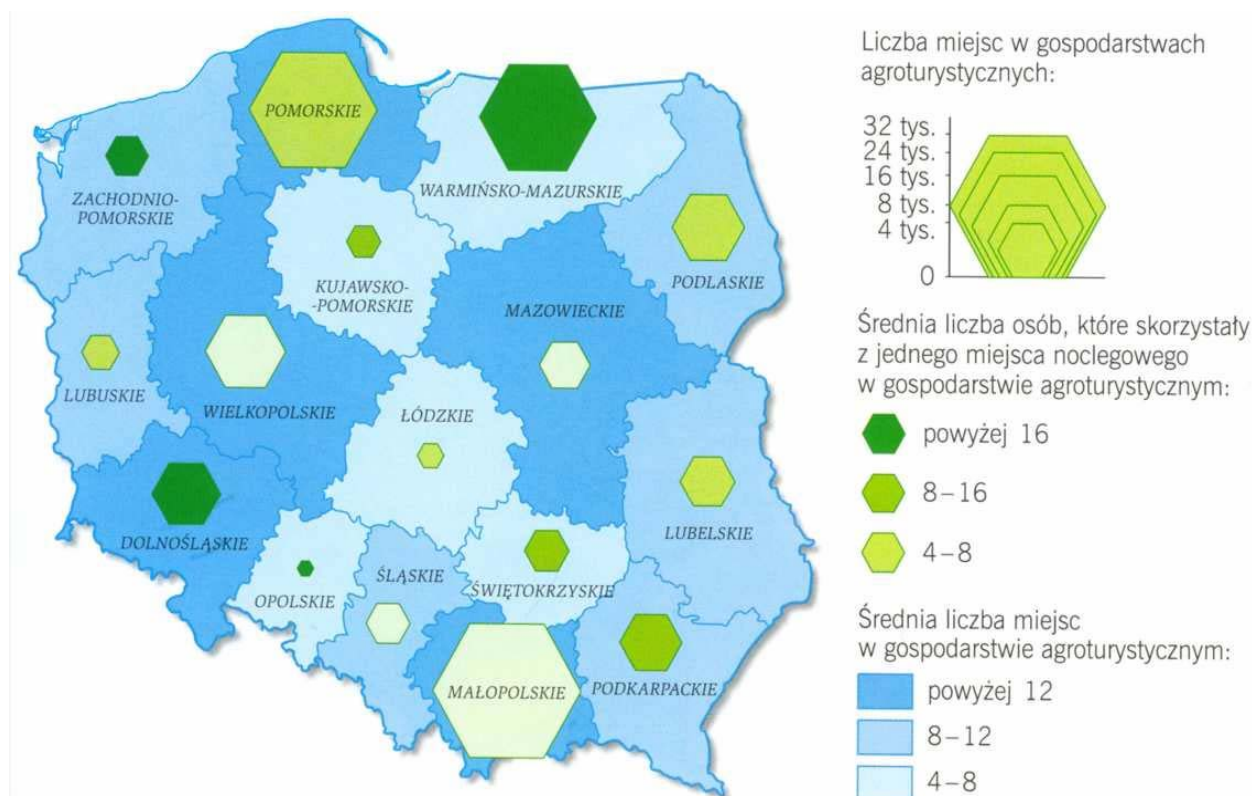 POMORSKIE
WARMIŃSKO-MAZURSKIE
ZACHODNIO-
POMORSKIE
PODLASKIE
KUJAWSKO-
-POMORSKIE
MAZOWIECKIE
LUBUSKIE
WIELKOPOLSKIE
ŁÓDZKIE
LUBELSKIE
DOLNOŚLĄSKIE
OPOLSKIE
ŚLĄSKIE
ŚWIĘTOKRZYSKIE
MAŁOPOLSKIE
PODKARPACKIE
Liczba miejsc w gospodarstwach
agroturystycznych:
32 tys.
24 tys.
16 tys.
8 tys.
4 tys.
0
Średnia liczba osób, które skorzystały
z jednego miejsca noclegowego
w gospodarstwie agroturystycznym:
powyżej 16
8–16
4–8
Średnia liczba miejsc
w gospodarstwie agroturystycznym:
powyżej 12
8–12
4–8